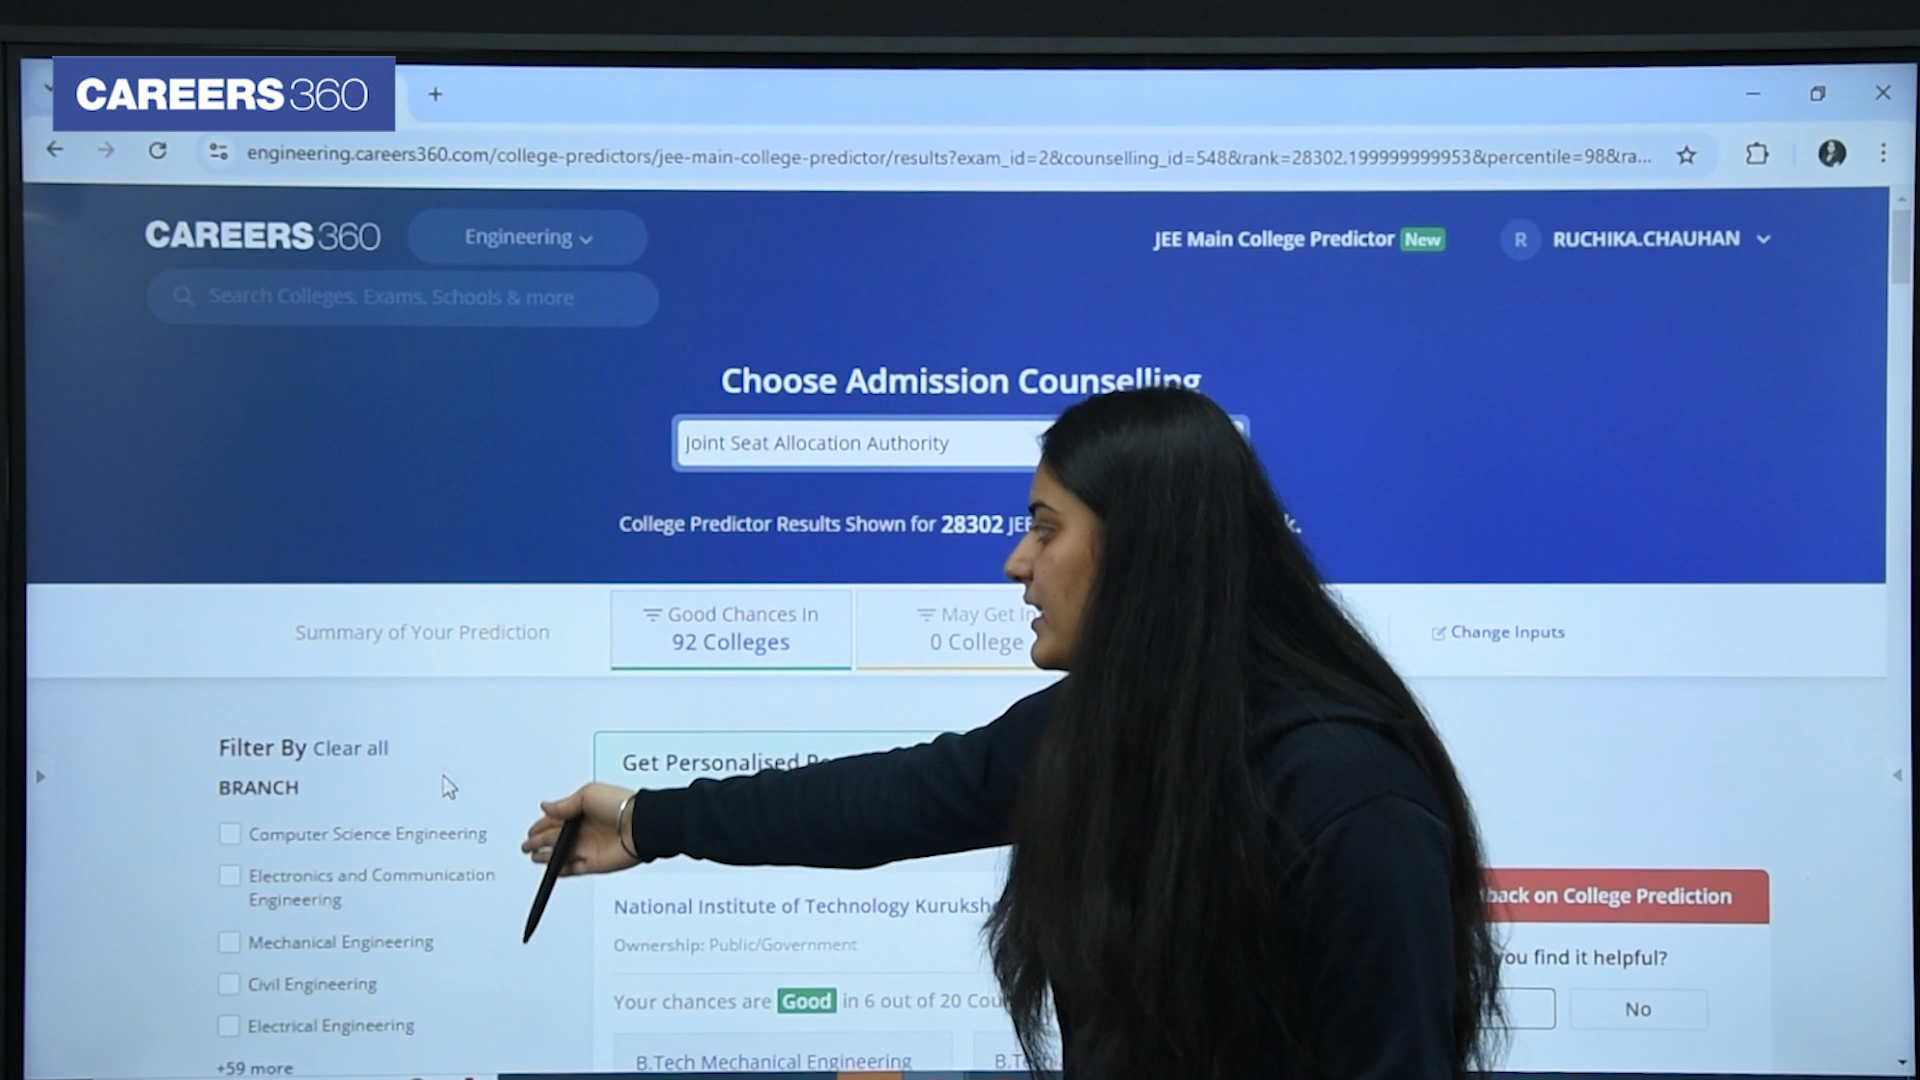 CAREERS360
engineering.careers360.com/college-predictors/jee-main-college-predictor/results?exam_id=2&counselling_id=548&rank=28302.199999999953&percentile=98&ra...
CAREERS360
Engineering
JEE Main College Predictor New
R RUCHIKA.CHAUHAN
Search Colleges, Exams, Schools & more
Choose Admission Counselling
Joint Seat Allocation Authority
College Predictor Results Shown for 28302
Summary of Your Prediction
Good Chances In
92 Colleges
May Get In
0 College
Change Inputs
Filter By Clear all
BRANCH
Computer Science Engineering
Electronics and Communication
Engineering
Mechanical Engineering
Civil Engineering
Electrical Engineering
+59 more
Get Personalised
National Institute of Technology
Ownership: Public/Government
Your chances are Good in 6 out of 20
B.Tech Mechanical Engineering
on College Prediction
you find it helpful?
No